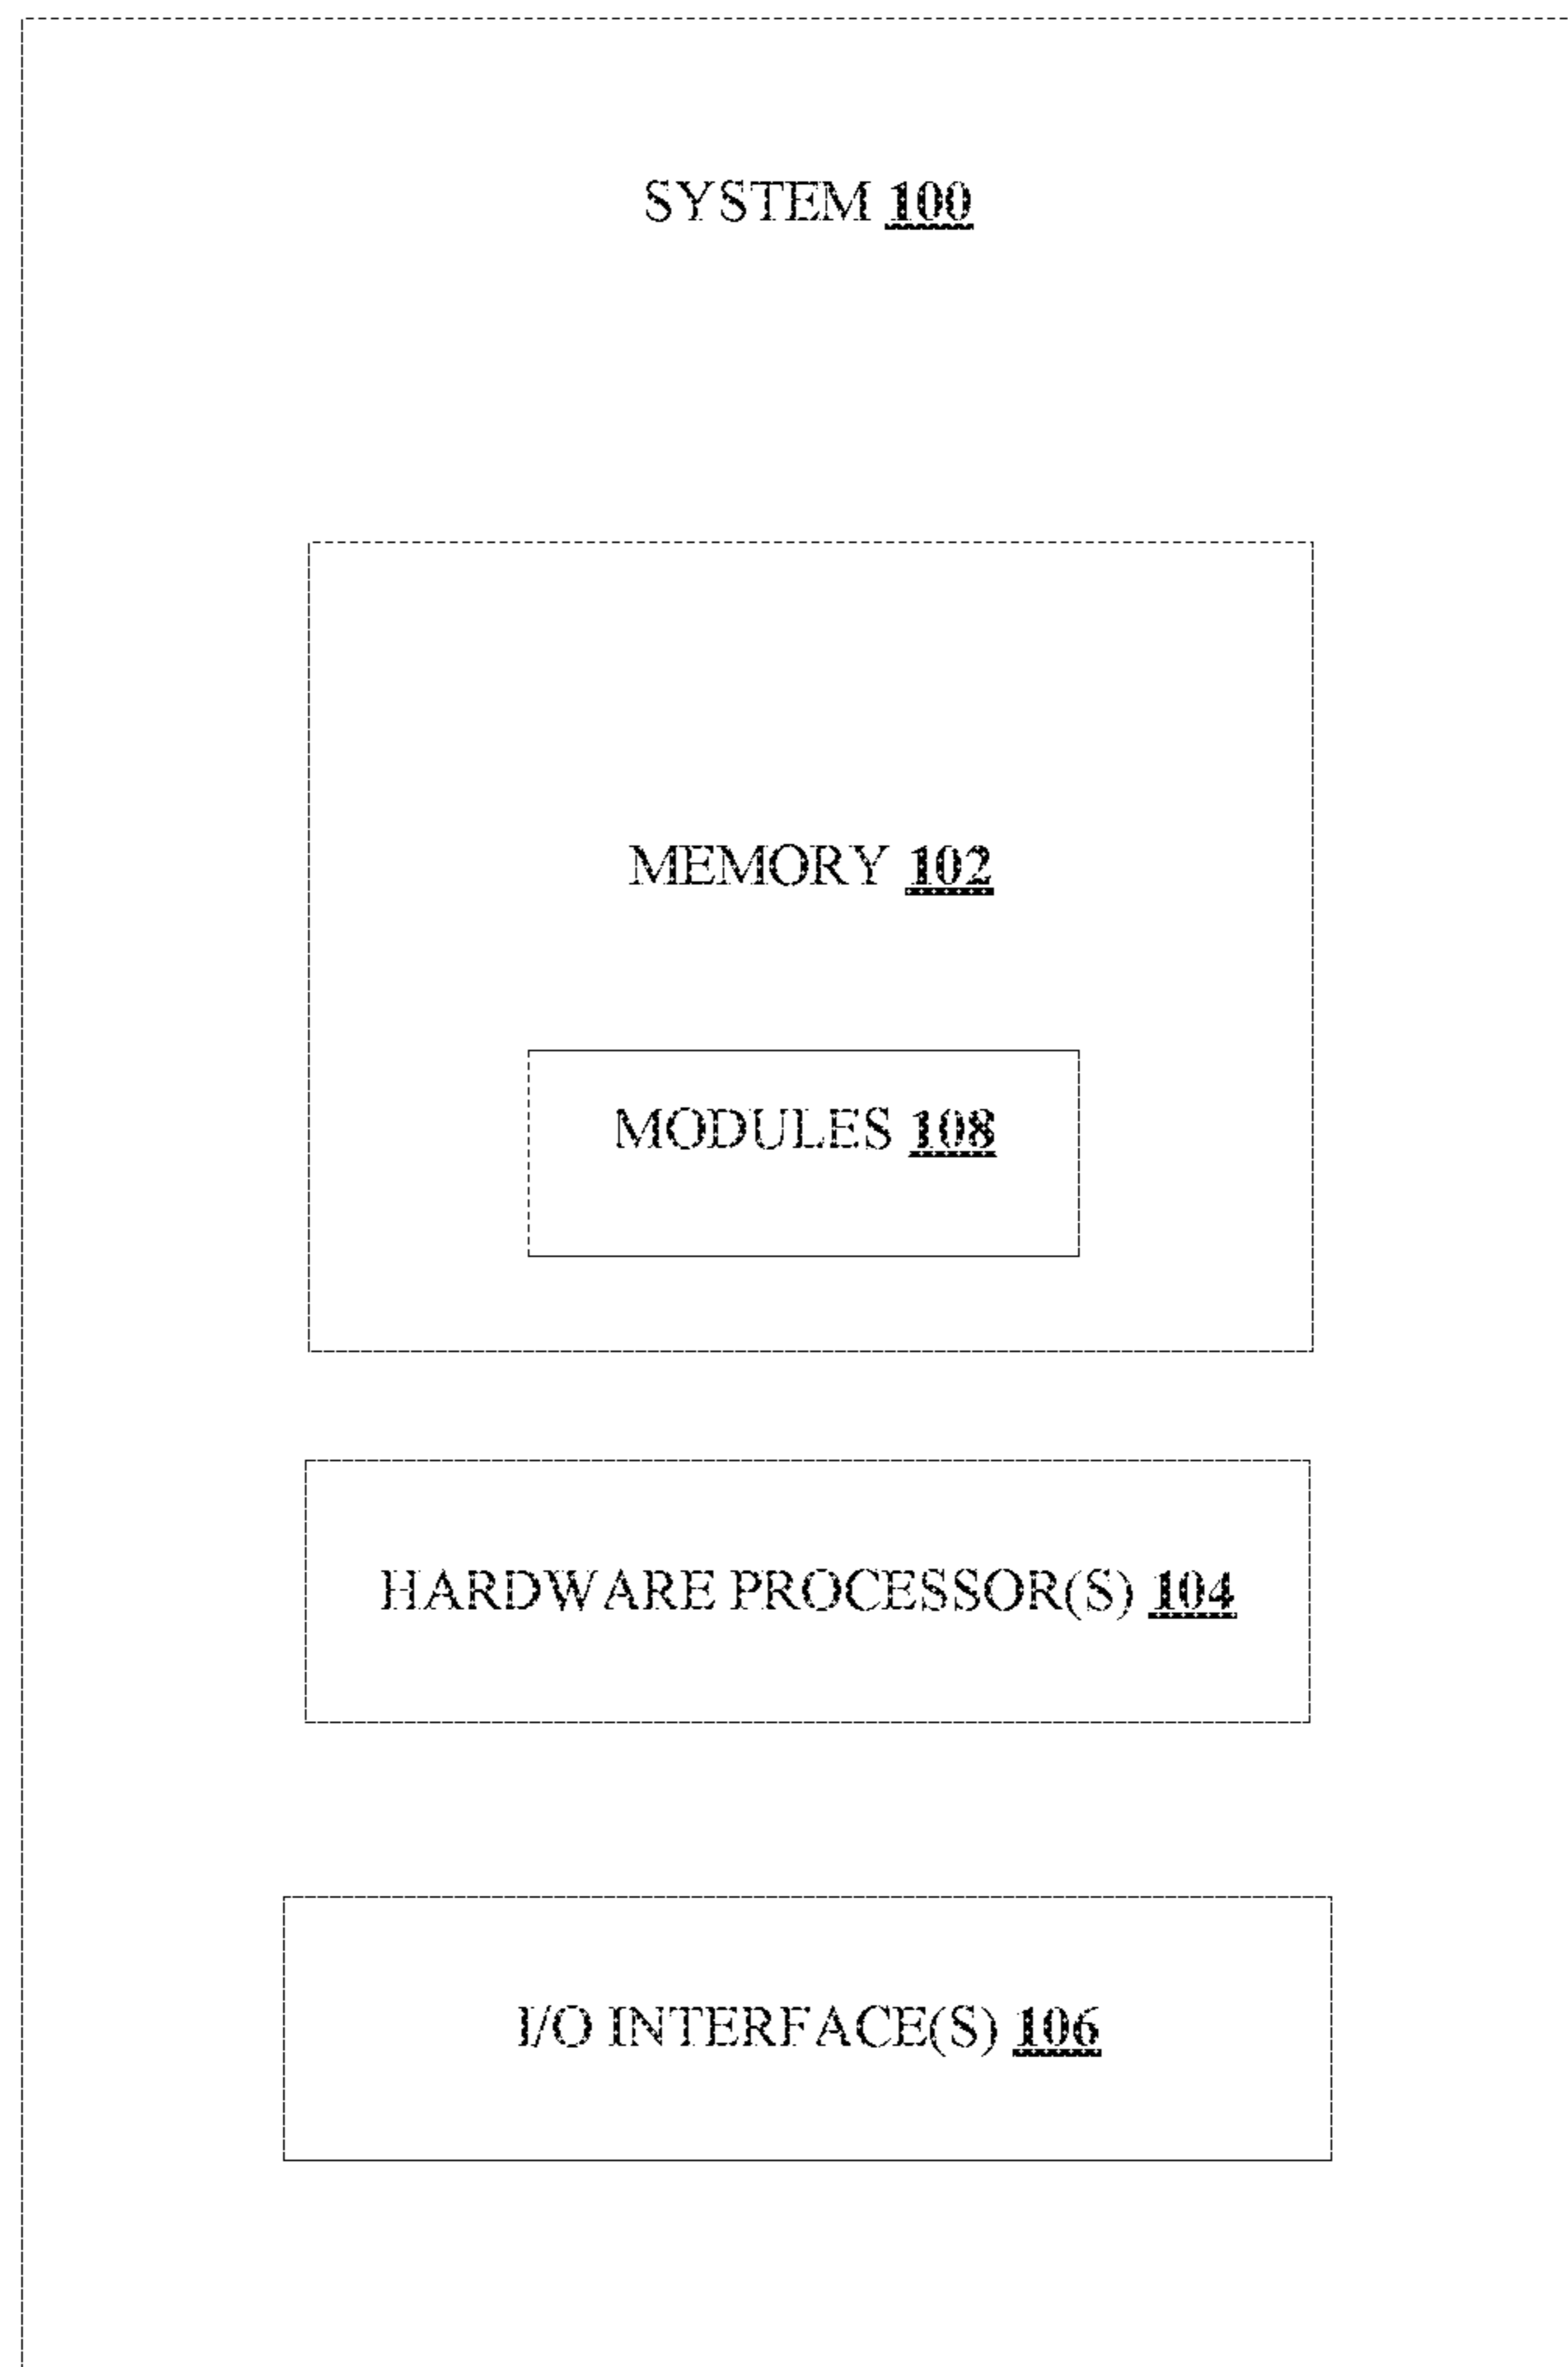 SYSTEM 100
MEMORY 102
MODULES 108
HARDWARE PROCESSOR(S) 104
I/O INTERFACE(S) 106